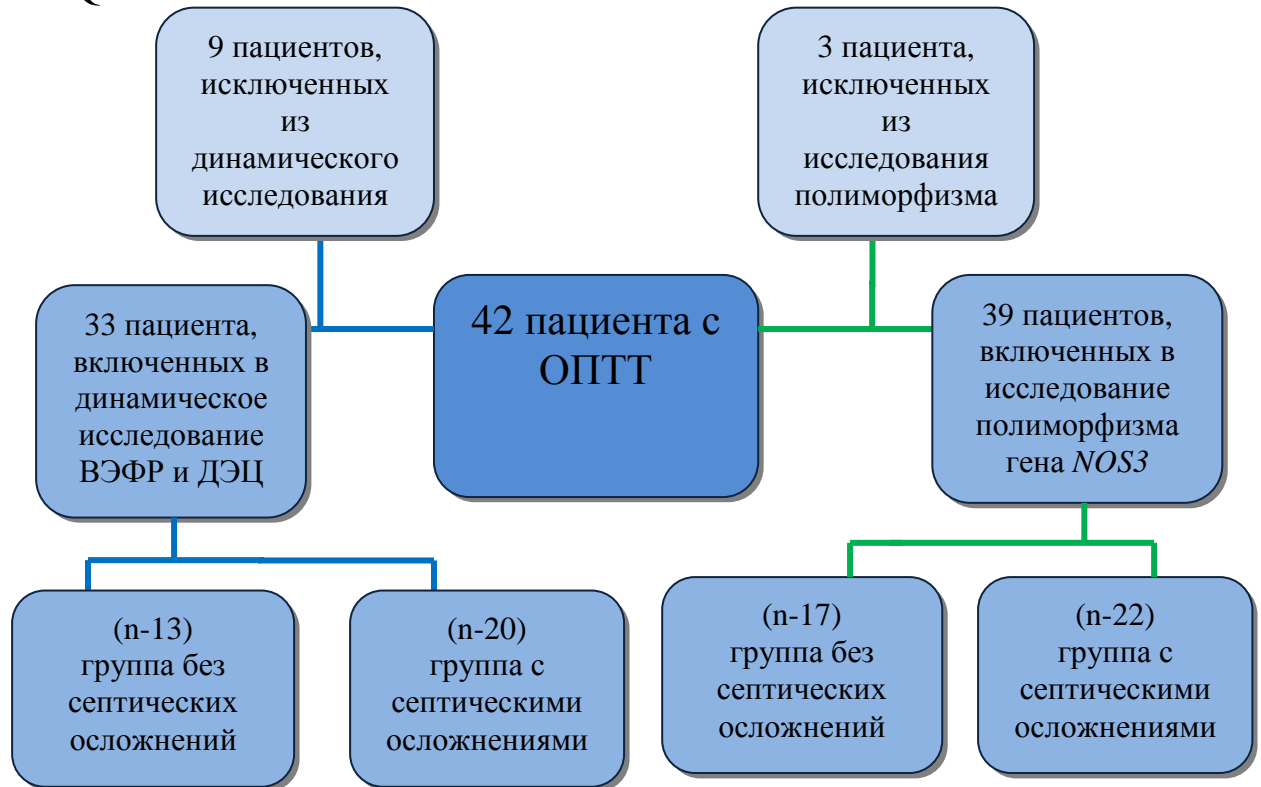 9 пациентов,
исключенных
из
динамического
исследования
3 пациента,
исключенных
из
исследования
полиморфизма
42 пациента с
ОПТТ
33 пациента,
включенных в
динамическое
исследование
ВЭФР и ДЭЦ
39 пациентов,
включенных в
исследование
полиморфизма
гена NOS3
(n-13)
группа без
септических
осложнений
(n-20)
группа с
септическими
осложнениями
(n-17)
группа без
септических
осложнений
(n-22)
группа с
септическими
осложнениями